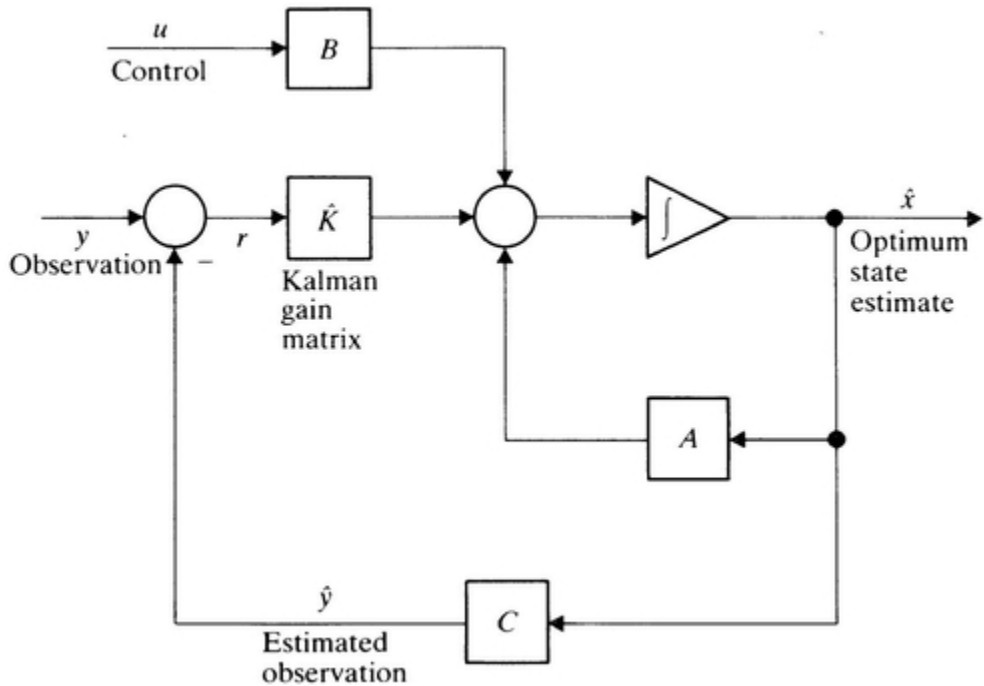 u
Control
B
y
Observation
−
r
K̂
Kalman
gain
matrix
∫
x̂
Optimum
state
estimate
A
ŷ
Estimated
observation
C